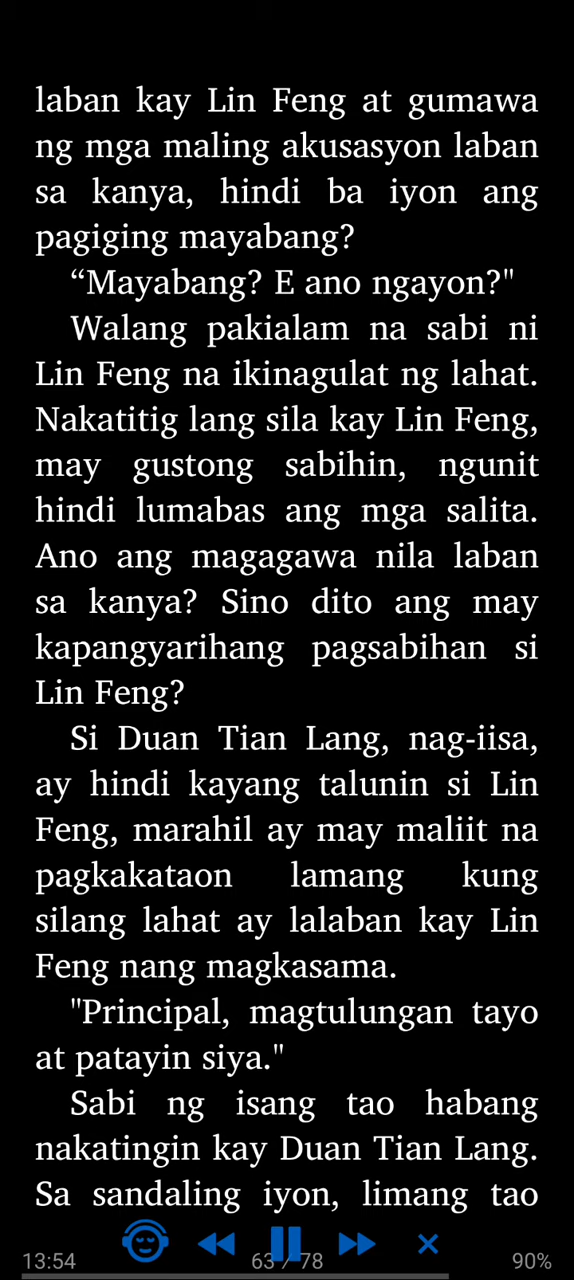 laban kay Lin Feng at gumawa
ng mga maling akusasyon laban
sa kanya, hindi ba iyon ang
pagiging mayabang?
“Mayabang? E ano ngayon?"
Walang pakialam na sabi ni
Lin Feng na ikinagulat ng lahat.
Nakatitig lang sila kay Lin Feng,
may gustong sabihin, ngunit
hindi lumabas ang mga salita.
Ano ang magagawa nila laban
sa kanya? Sino dito ang may
kapangyarihang pagsabihan si
Lin Feng?
Si Duan Tian Lang, nag-iisa,
ay hindi kayang talunin si Lin
Feng, marahil ay may maliit na
pagkakataon lamang kung
silang lahat ay lalaban kay Lin
Feng nang magkasama.
"Principal, magtulungan tayo
at patayin siya."
Sabi ng isang tao habang
nakatingin kay Duan Tian Lang.
Sa sandaling iyon, limang tao
13:54 63 / 78 90%